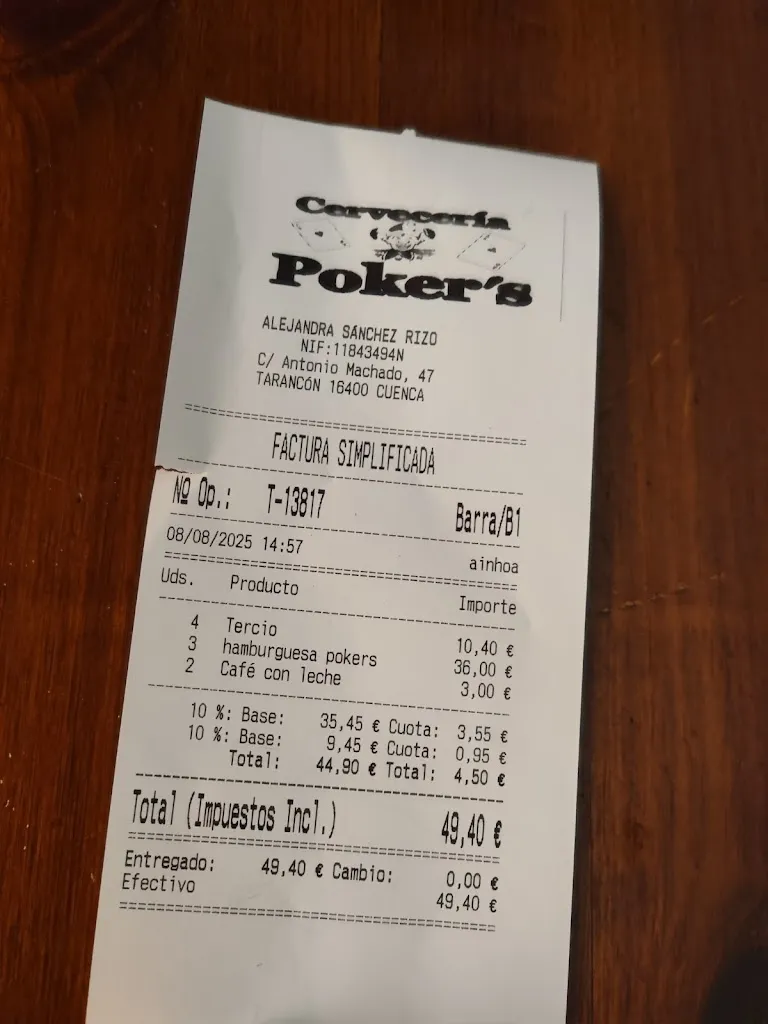 Cervecería
Poker's
ALEJANDRA SÁNCHEZ RIZO
NIF:11843494N
C/ Antonio Machado, 47
TARANCÓN 16400 CUENCA
FACTURA SIMPLIFICADA
Nº Op.: T-13817 Barra/B1
08/08/2025 14:57 ainhoa
Uds. Producto Importe
4 Tercio 10,40 €
3 hamburguesa pokers 36,00 €
2 Café con leche 3,00 €
10 %: Base: 35,45 € Cuota: 3,55 €
10 %: Base: 9,45 € Cuota: 0,95 €
Total: 44,90 € Total: 4,50 €
Total (Impuestos Incl.) 49,40 €
Entregado: 49,40 € Cambio: 0,00 €
Efectivo 49,40 €